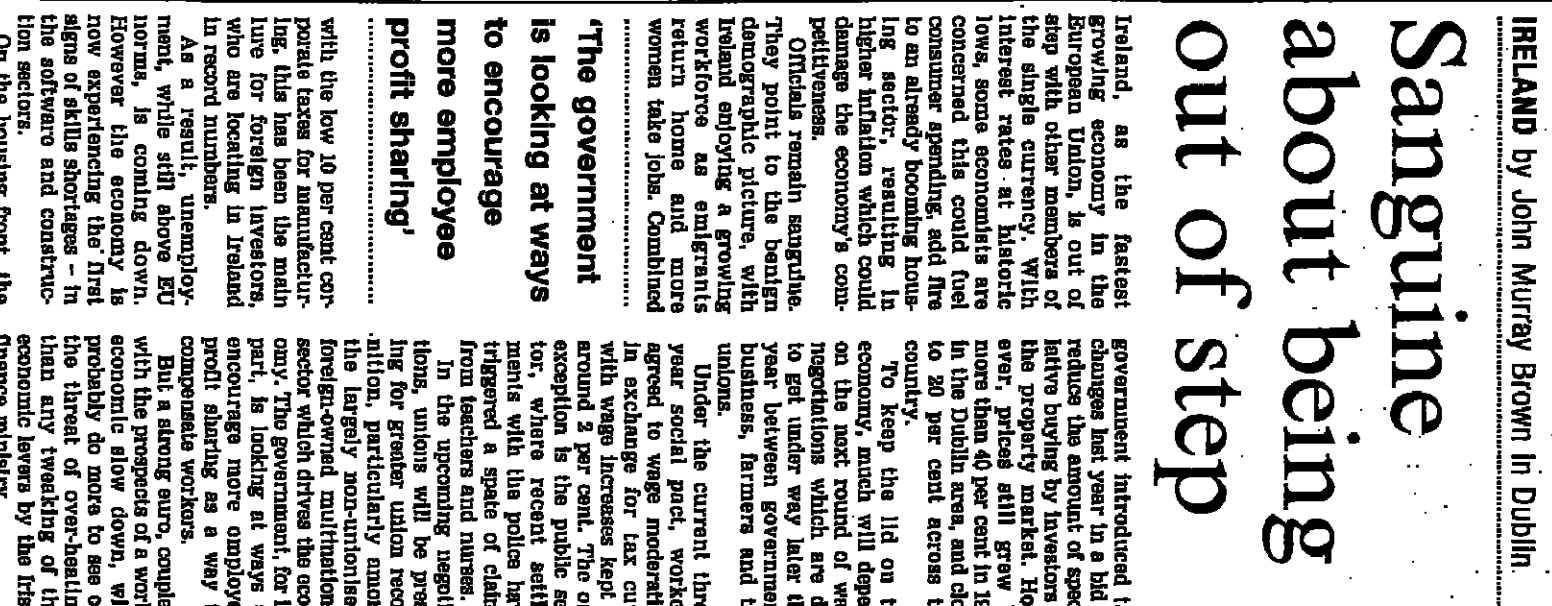 IRELAND by John Murray Brown in Dublin
Sanguine
about being
out of step
Ireland, as the fastest
growing economy in the
European Union, is out of
step with other members of
the single currency. With
interest rates at historic
lows, some economists are
concerned this could fuel
consumer spending, add fire
to an already booming hous-
ing sector, resulting in
higher inflation which could
damage the economy's com-
petitiveness.
Officials remain sanguine.
They point to the benign
demographic picture, with
Ireland enjoying a growing
workforce as emigrants
return home and more
women take jobs. Combined
'The government
is looking at ways
to encourage
more employee
profit sharing'
with the low 10 per cent cor-
porate taxes for manufactur-
ing, this has been the main
lure for foreign investors,
who are locating in Ireland
in record numbers.
As a result, unemploy-
ment, while still above EU
norms, is coming down.
However the economy is
now experiencing the first
signs of skills shortages – in
the software and construc-
tion sectors.
On the housing front, the
government introduced t
changes last year in a bid
reduce the amount of spec
lative buying by investors
the property market. Ho
ever, prices still grew
more than 40 per cent in 19
in the Dublin area, and clo
to 20 per cent across t
country.
To keep the lid on t
economy, much will depe
on the next round of wa
negotiations which are d
to get under way later th
year between governme
business, farmers and t
unions.
Under the current thre
year social pact, worke
agreed to wage moderati
in exchange for tax cu
with wage increases kept
around 2 per cent. The o
exception is the public se
tor, where recent settl
ments with the police ha
triggered a spate of clai
from teachers and nurses.
In the upcoming negoti
tions, unions will be pres
ing for greater union reco
nition, particularly amon
the largely non-unionise
foreign-owned multination
sector which drives the eco
omy. The government, for i
part, is looking at ways
encourage more employe
profit sharing as a way t
compensate workers.
But a strong euro, couple
with the prospects of a worl
economic slow down, wi
probably do more to see o
the threat of over-heatin
than any tweaking of th
economic levers by the Iris
finance ministry